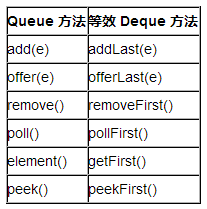 Queue 方法 等效 Deque 方法
add(e) addLast(e)
offer(e) offerLast(e)
remove() removeFirst()
poll() pollFirst()
element() getFirst()
peek() peekFirst()